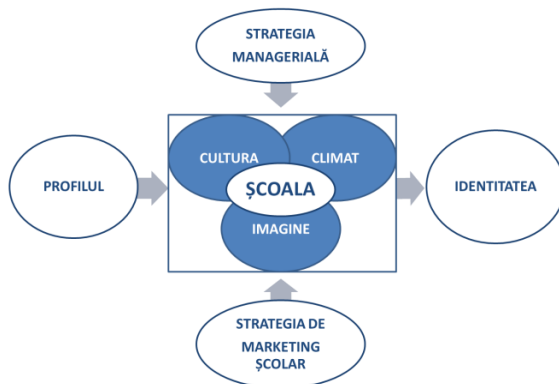 STRATEGIA
MANAGERIALĂ
CULTURA
CLIMAT
PROFILUL
ȘCOALA
IDENTITATEA
IMAGINE
STRATEGIA DE
MARKETING
ȘCOLAR